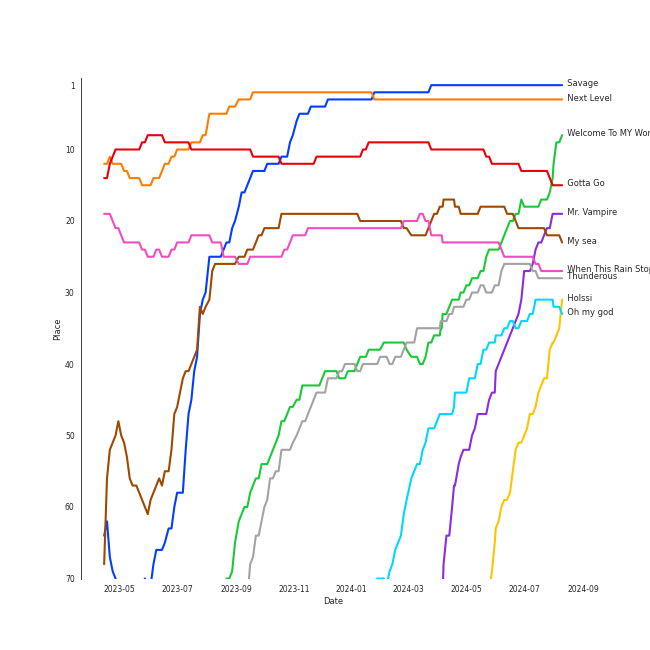 1
10
20
30
40
50
60
70
Place
2023-05
2023-07
2023-09
2023-11
2024-01
2024-03
2024-05
2024-07
2024-09
Date
Savage
Next Level
Welcome To MY Wor
Gotta Go
Mr. Vampire
My sea
When This Rain Stop
Thunderous
Holssi
Oh my god